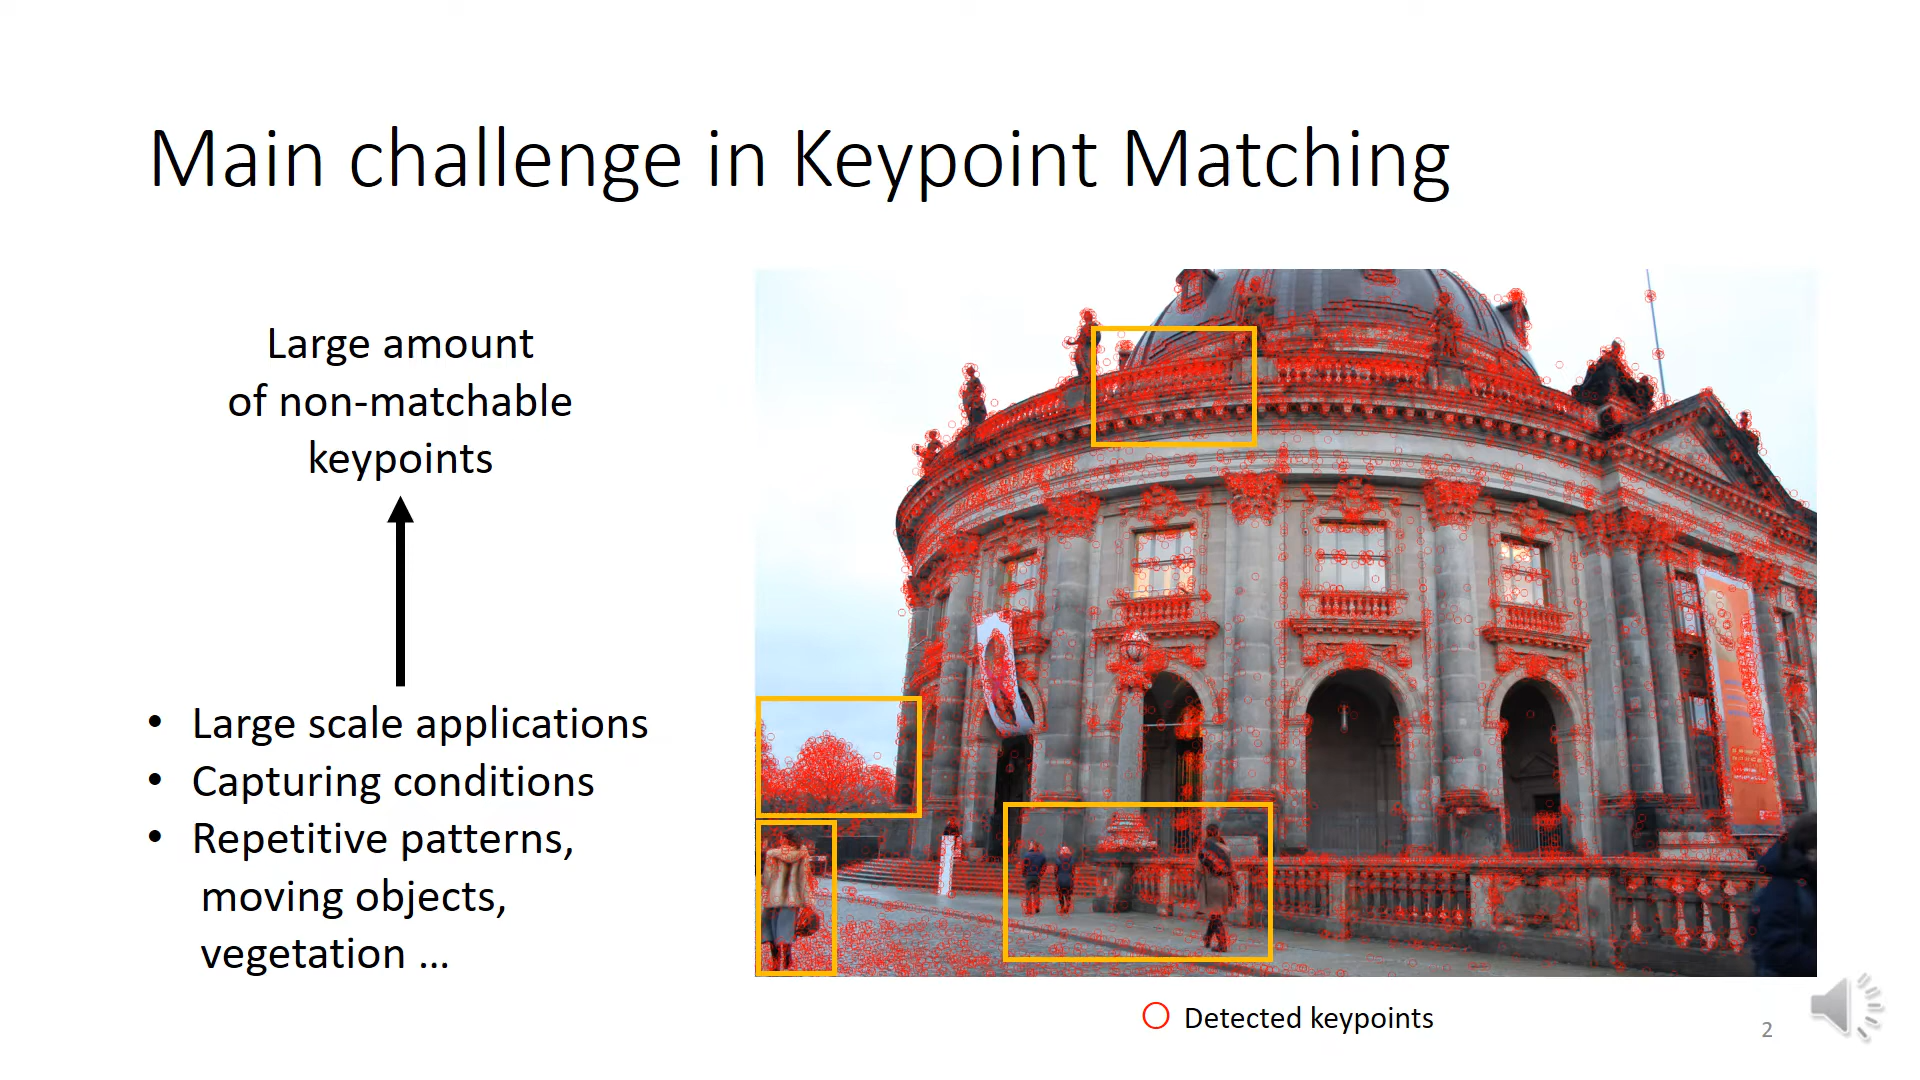 Main challenge in Keypoint Matching
Large amount
of non-matchable
keypoints
• Large scale applications
• Capturing conditions
• Repetitive patterns,
moving objects,
vegetation ...
Detected keypoints
2